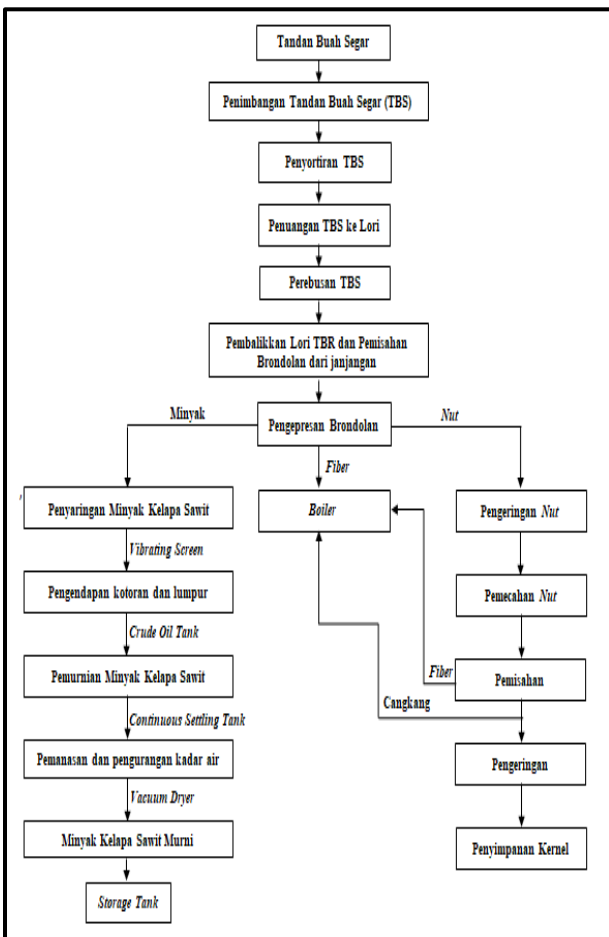 Tandan Buah Segar
Penimbangan Tandan Buah Segar (TBS)
Penyortiran TBS
Penuangan TBS ke Lori
Perebusan TBS
Pembalikkan Lori TBR dan Pemisahan
Brondolan dari janjangan
Pengepresan Brondolan
Minyak
Nut
Fiber
Penyaringan Minyak Kelapa Sawit
Boiler
Pengeringan Nut
Vibrating Screen
Pengendapan kotoran dan lumpur
Pemecahan Nut
Crude Oil Tank
Pemurnian Minyak Kelapa Sawit
Fiber
Pemisahan
Cangkang
Continuous Settling Tank
Pemanasan dan pengurangan kadar air
Pengeringan
Vacuum Dryer
Minyak Kelapa Sawit Murni
Penyimpanan Kernel
Storage Tank